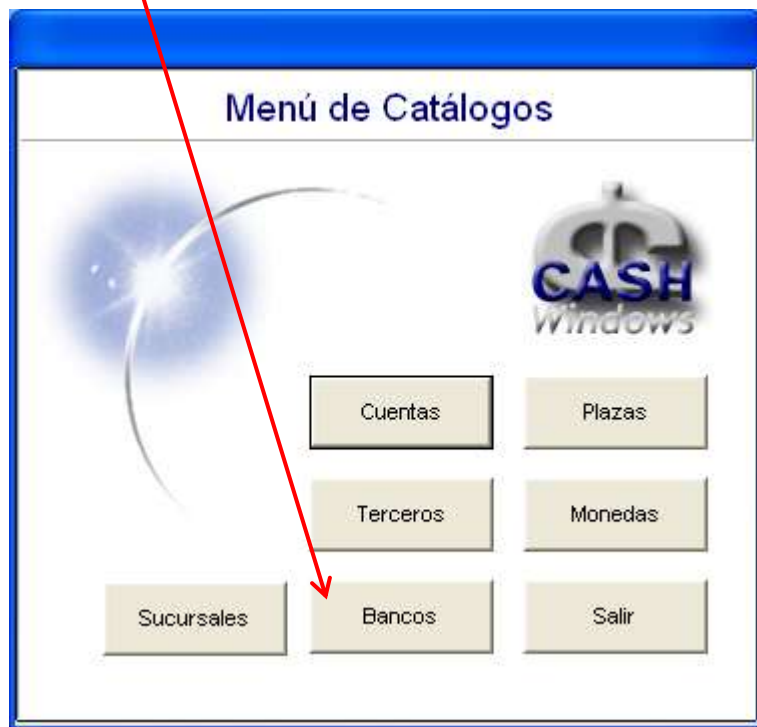 Menú de Catálogos
CASH
Windows
Cuentas
Plazas
Terceros
Monedas
Sucursales
Bancos
Salir